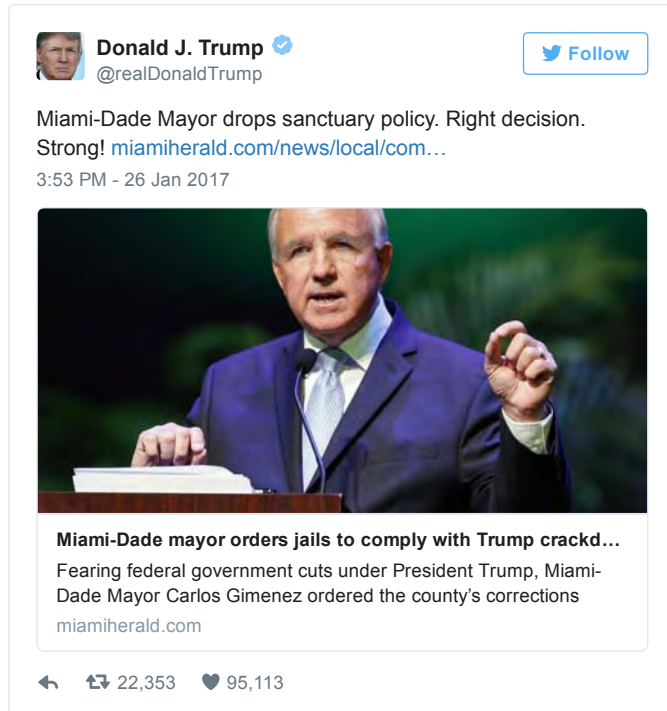 Donald J. Trump
@realDonaldTrump
Follow
Miami-Dade Mayor drops sanctuary policy. Right decision.
Strong! miamiherald.com/news/local/com…
3:53 PM - 26 Jan 2017
Miami-Dade mayor orders jails to comply with Trump crackd…
Fearing federal government cuts under President Trump, Miami-
Dade Mayor Carlos Gimenez ordered the county’s corrections
miamiherald.com
22,353 95,113